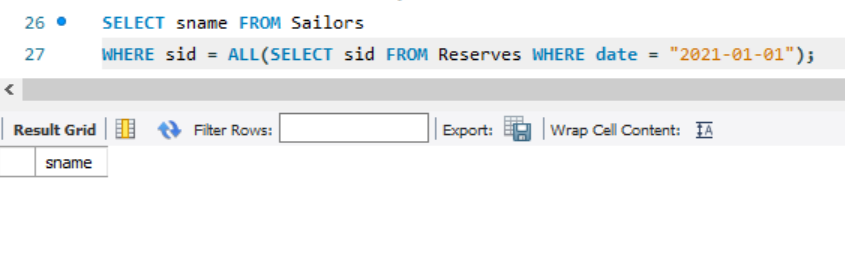 26 SELECT sname FROM Sailors
27 WHERE sid = ALL(SELECT sid FROM Reserves WHERE date = "2021-01-01");
Result Grid Filter Rows: Export: Wrap Cell Content: IA
sname